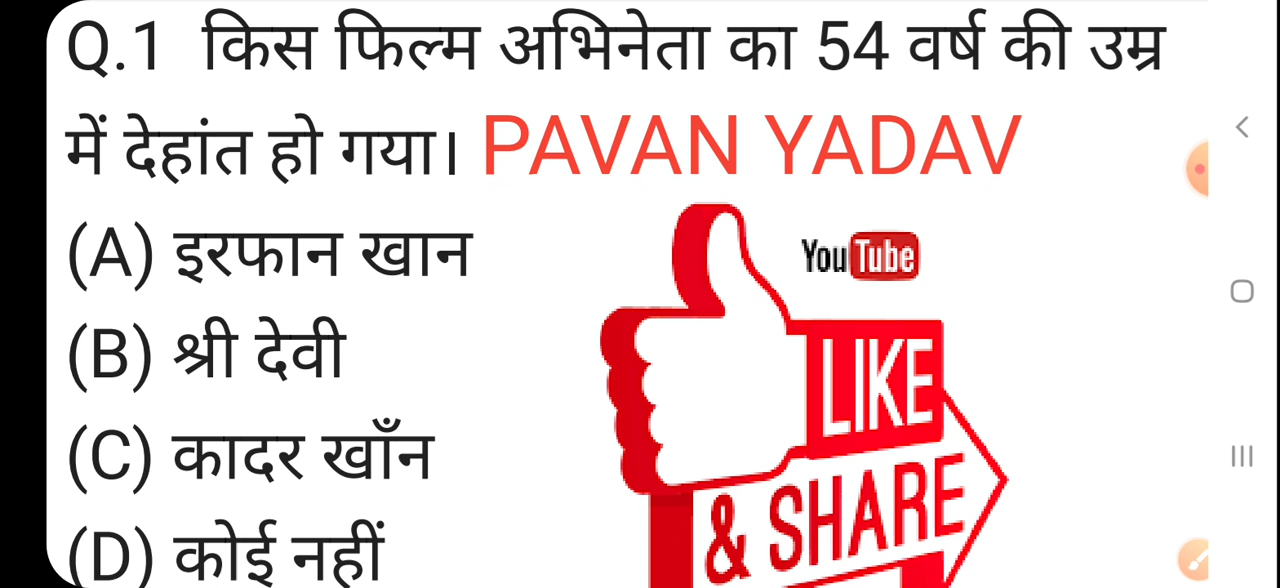 Q.1 किस फिल्म अभिनेता का 54 वर्ष की उम्र
में देहांत हो गया। PAVAN YADAV
(A) इरफान खान
YouTube
(B) श्री देवी
LIKE
(C) कादर खाँन
& SHARE
(D) कोई नहीं